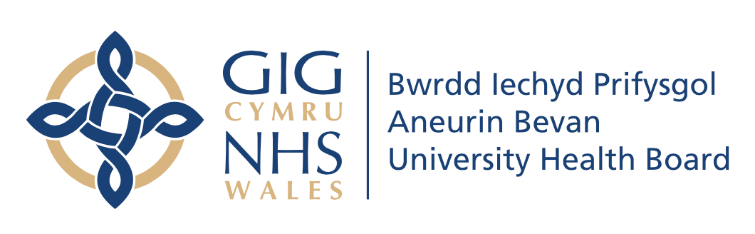 GIG
CYMRU
NHS
WALES
Bwrdd Iechyd Prifysgol
Aneurin Bevan
University Health Board